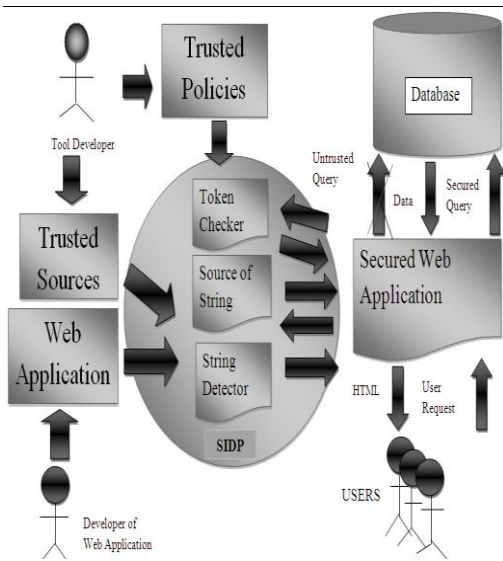 Trusted
Policies
Database
Tool Developer
Untrusted
Query
Data
Secured
Query
Token
Checker
Trusted
Sources
Source of
String
Secured Web
Application
Web
Application
String
Detector
HTML
User
Request
SIDP
USERS
Developer of
Web Application